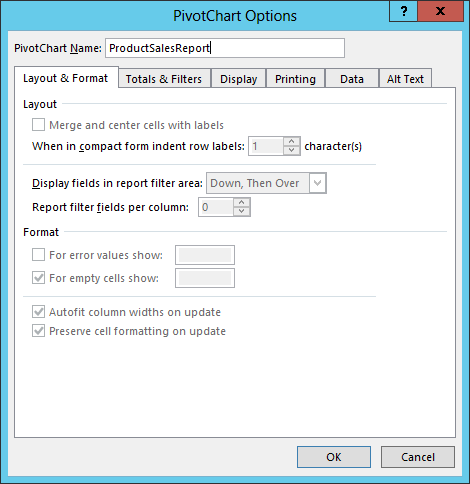 PivotChart Options
?
PivotChart Name: ProductSalesReport
Layout & Format Totals & Filters Display Printing Data Alt Text
Layout
Merge and center cells with labels
When in compact form indent row labels: 1 character(s)
Display fields in report filter area: Down, Then Over
Report filter fields per column: 0
Format
For error values show:
For empty cells show:
Autofit column widths on update
Preserve cell formatting on update
OK Cancel